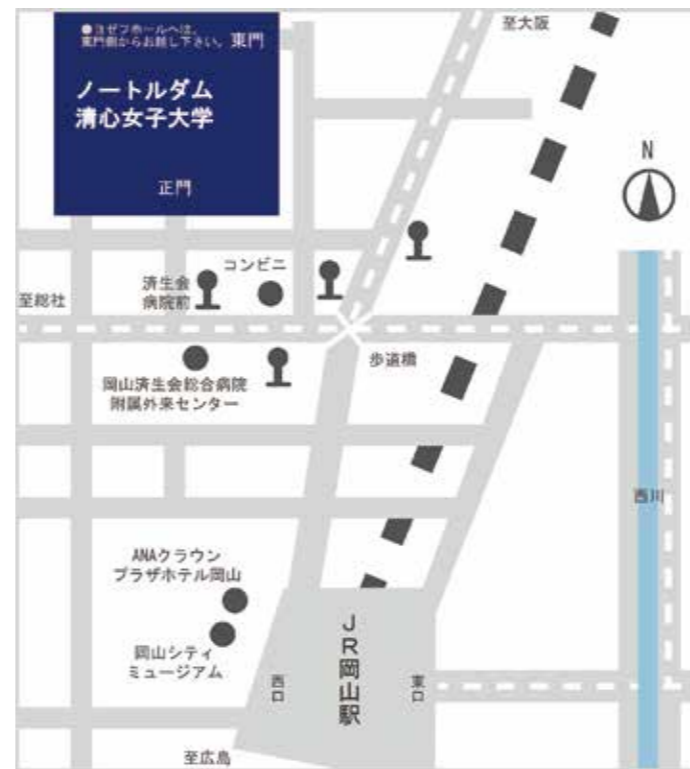 至大阪
●ヨゼフホールへは、
東門側からお越し下さい。 東門
ノートルダム
清心女子大学
正門
N
コンビニ
済生会
病院前
至総社
歩道橋
岡山済生会総合病院
附属外来センター
西川
ANAクラウン
プラザホテル岡山
岡山シティ
ミュージアム
JR岡山駅
西口
東口
至広島